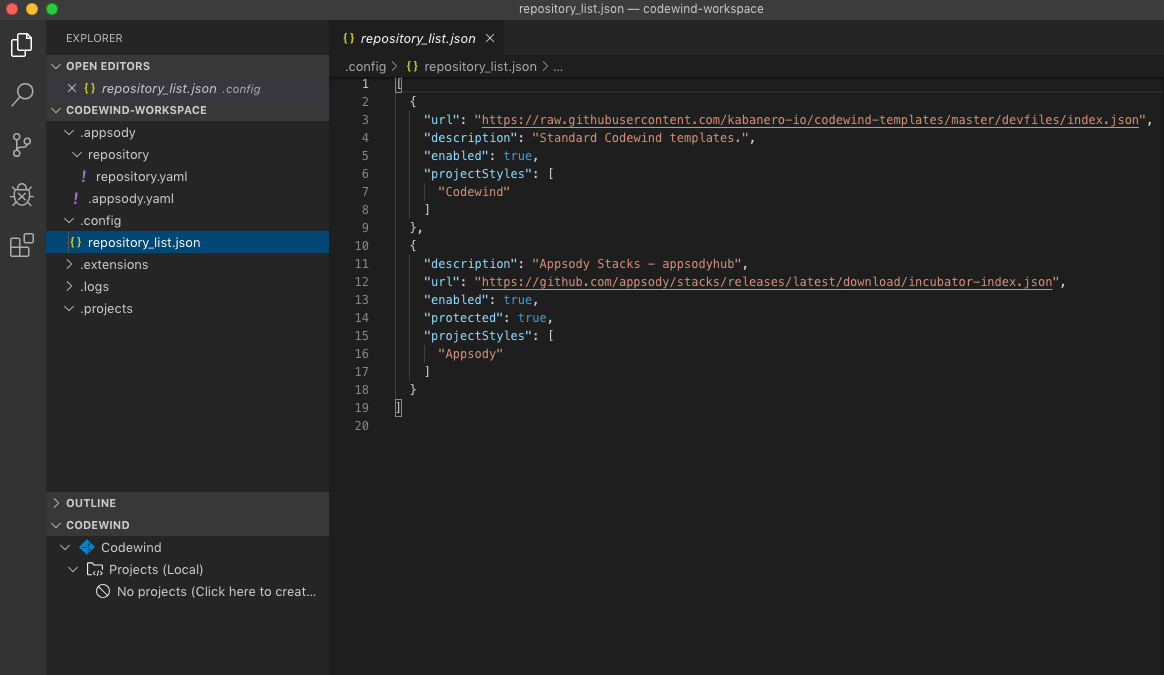 repository_list.json — codewind-workspace
EXPLORER
OPEN EDITORS
{} repository_list.json .config
CODEWIND-WORKSPACE
.appsody
repository
! repository.yaml
! .appsody.yaml
.config
{} repository_list.json
.extensions
.logs
.projects
OUTLINE
CODEWIND
Codewind
Projects (Local)
No projects (Click here to creat...
{} repository_list.json
.config > {} repository_list.json > ...
1 [
2 {
3 "url": "https://raw.githubusercontent.com/kabanero-io/codewind-templates/master/devfiles/index.json",
4 "description": "Standard Codewind templates.",
5 "enabled": true,
6 "projectStyles": [
7 "Codewind"
8 ]
9 },
10 {
11 "description": "Appsody Stacks - appsodyhub",
12 "url": "https://github.com/appsody/stacks/releases/latest/download/incubator-index.json",
13 "enabled": true,
14 "protected": true,
15 "projectStyles": [
16 "Appsody"
17 ]
18 }
19 ]
20